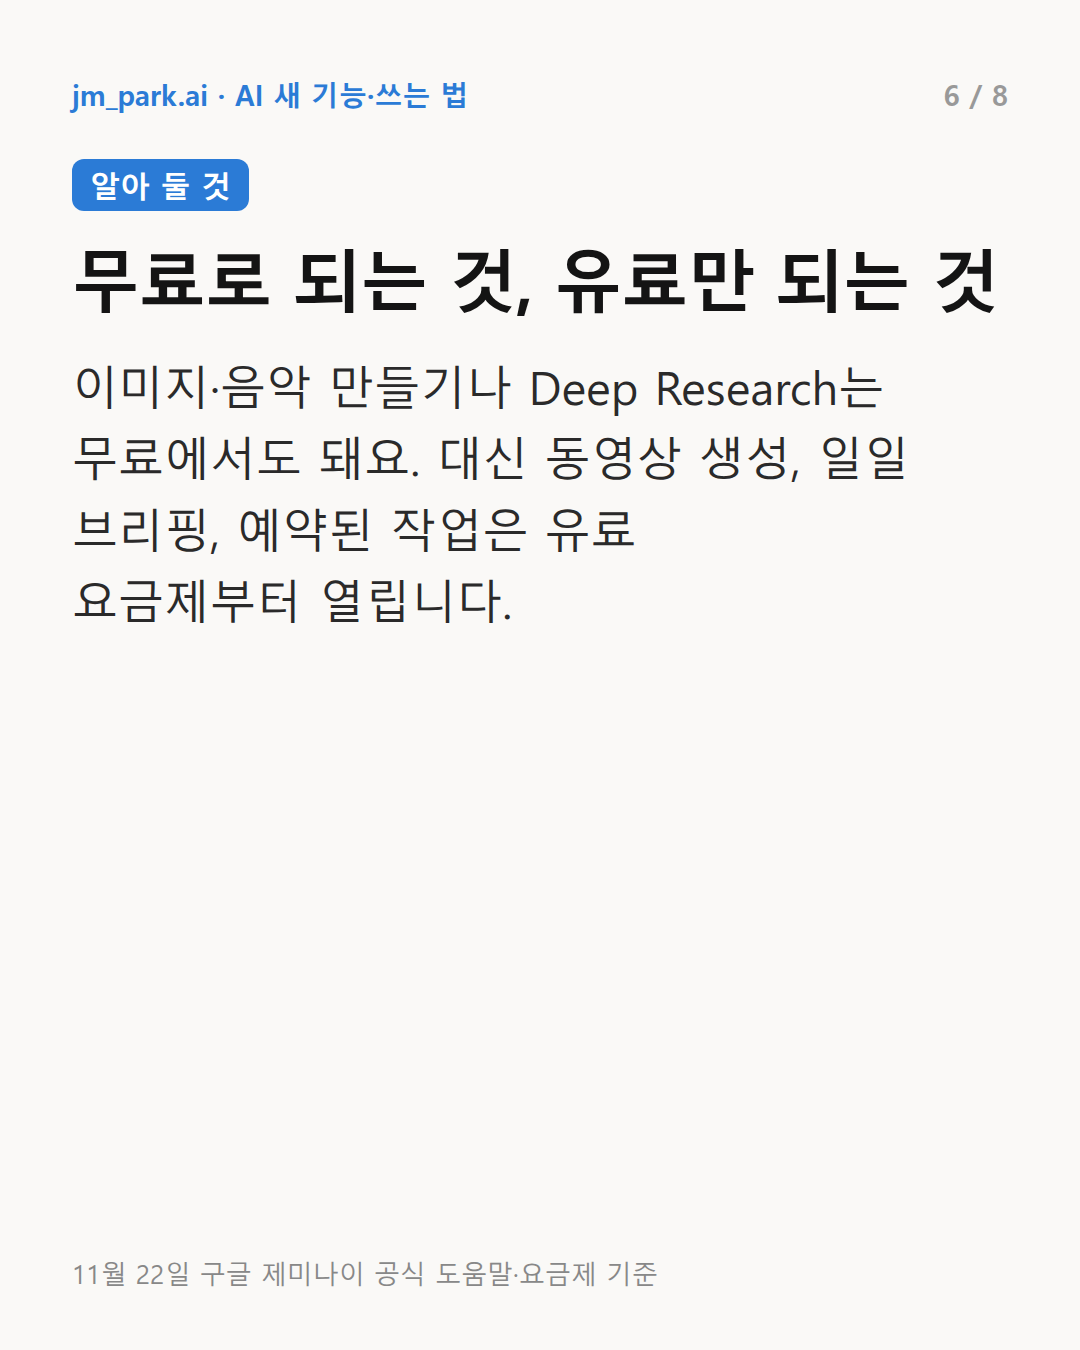 jm_park.ai · AI 새 기능·쓰는 법
6 / 8
알아 둘 것
무료로 되는 것, 유료만 되는 것
이미지·음악 만들기나 Deep Research는
무료에서도 돼요. 대신 동영상 생성, 일일
브리핑, 예약된 작업은 유료
요금제부터 열립니다.
11월 22일 구글 제미나이 공식 도움말·요금제 기준